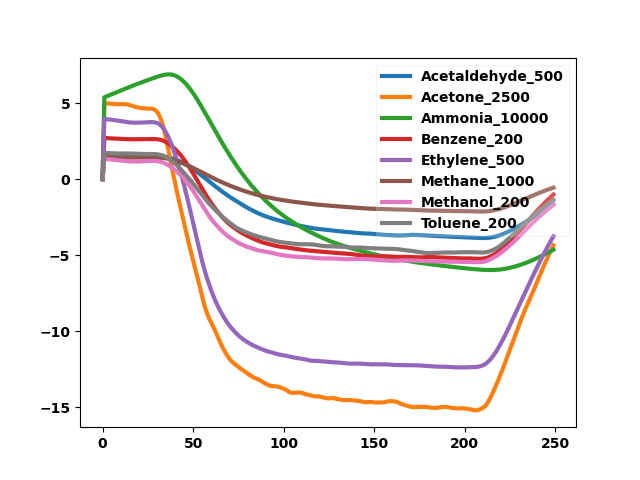 Acetaldehyde_500
Acetone_2500
Ammonia_10000
Benzene_200
Ethylene_500
Methane_1000
Methanol_200
Toluene_200
5
0
−5
−10
−15
0 50 100 150 200 250